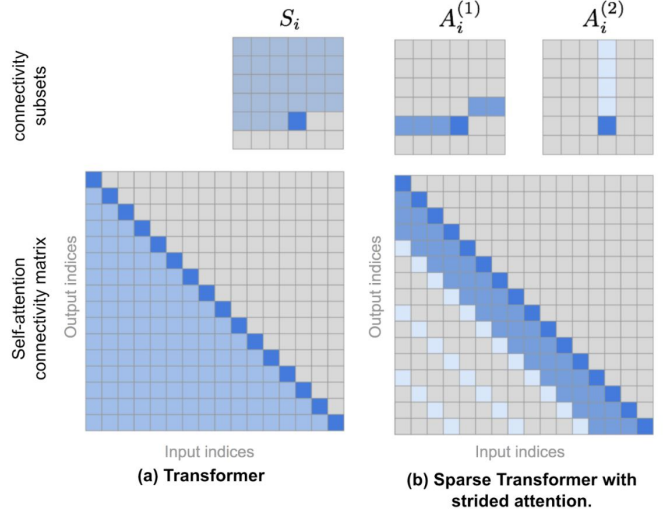 S_i
A_i^{(1)}
A_i^{(2)}
connectivity
subsets
Self-attention
connectivity matrix
Output indices
Output indices
Input indices
Input indices
(a) Transformer
(b) Sparse Transformer with
strided attention.